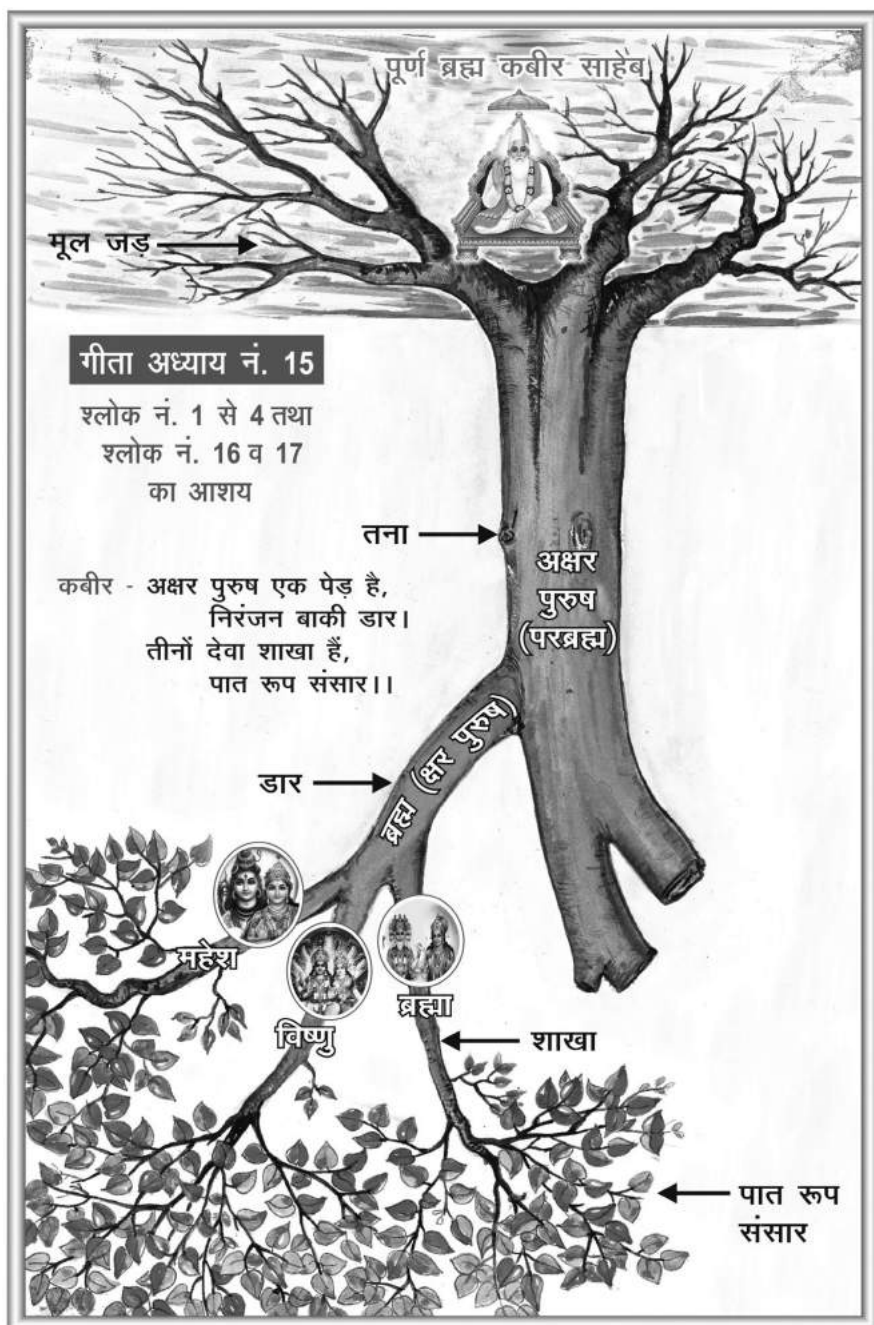 पूर्ण ब्रह्म कबीर साहेब
मूल जड़
गीता अध्याय नं. 15
श्लोक नं. 1 से 4 तथा
श्लोक नं. 16 व 17
का आशय
तना
अक्षर
पुरुष
(परब्रह्म)
कबीर - अक्षर पुरुष एक पेड़ है,
निरंजन बाकी डार।
तीनों देवा शाखा हैं,
पात रूप संसार।।
ब्रह्म (क्षर पुरुष)
डार
महेश
विष्णु
ब्रह्मा
शाखा
पात रूप
संसार